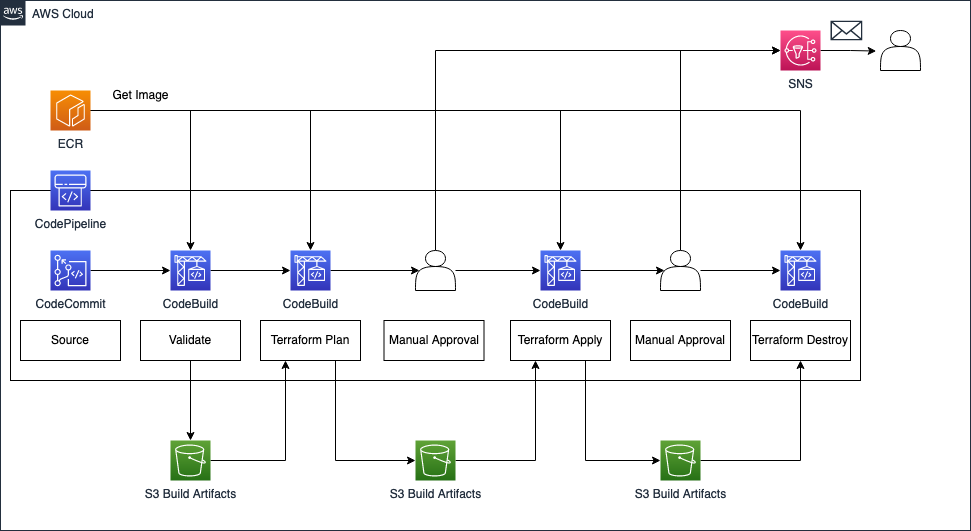 aws
AWS Cloud
SNS
Get Image
ECR
CodePipeline
CodeCommit
CodeBuild
CodeBuild
CodeBuild
CodeBuild
Source
Validate
Terraform Plan
Manual Approval
Terraform Apply
Manual Approval
Terraform Destroy
S3 Build Artifacts
S3 Build Artifacts
S3 Build Artifacts